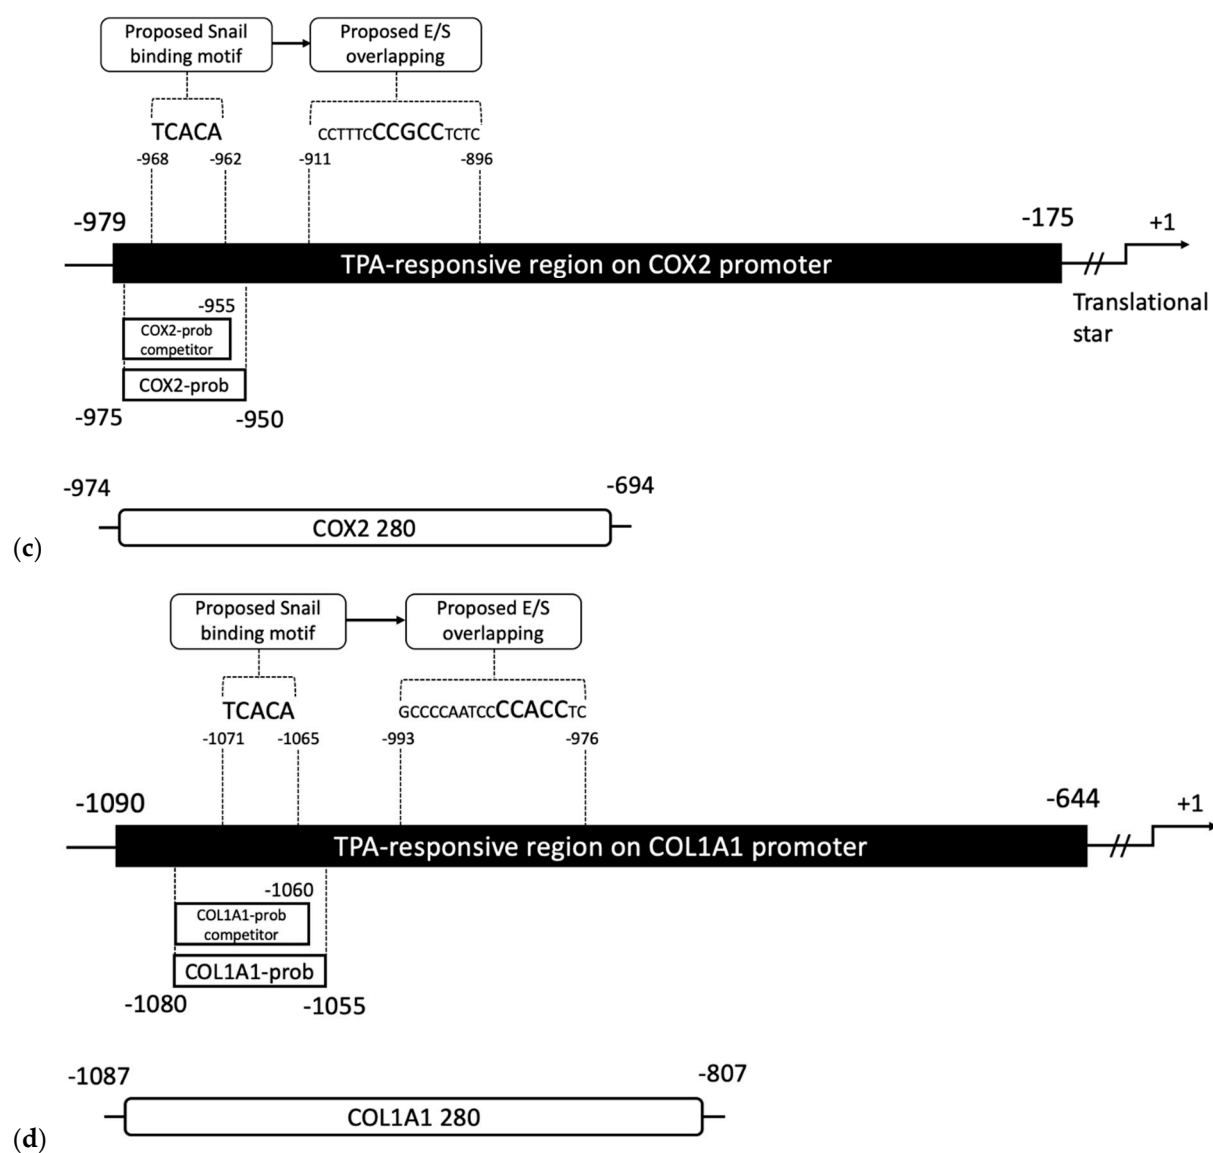 Proposed Snail
binding motif
Proposed E/S
overlapping
TCACA
CCTTTCCCGCCTCTC
-968
-962
-911
-896
-979
-175
+1
TPA-responsive region on COX2 promoter
Translational
star
-955
COX2-prob
competitor
COX2-prob
-975
-950
-974
-694
COX2 280
(c)
Proposed Snail
binding motif
Proposed E/S
overlapping
TCACA
GCCCCAATCCCCACCTC
-1071
-1065
-993
-976
-1090
-644
+1
TPA-responsive region on COL1A1 promoter
-1060
COL1A1-prob
competitor
COL1A1-prob
-1080
-1055
-1087
-807
COL1A1 280
(d)